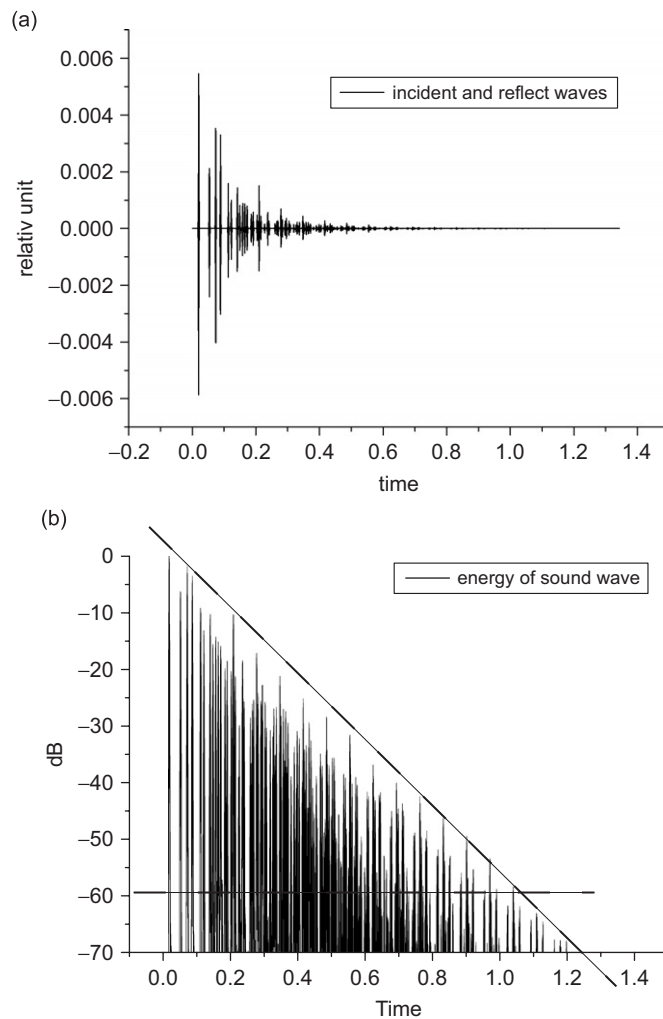 (a)
0.006
0.004
0.002
0.000
−0.002
−0.004
−0.006
relativ unit
incident and reflect waves
−0.2 0.0 0.2 0.4 0.6 0.8 1.0 1.2 1.4
time
(b)
0
−10
−20
−30
−40
−50
−60
−70
dB
energy of sound wave
0.0 0.2 0.4 0.6 0.8 1.0 1.2 1.4
Time